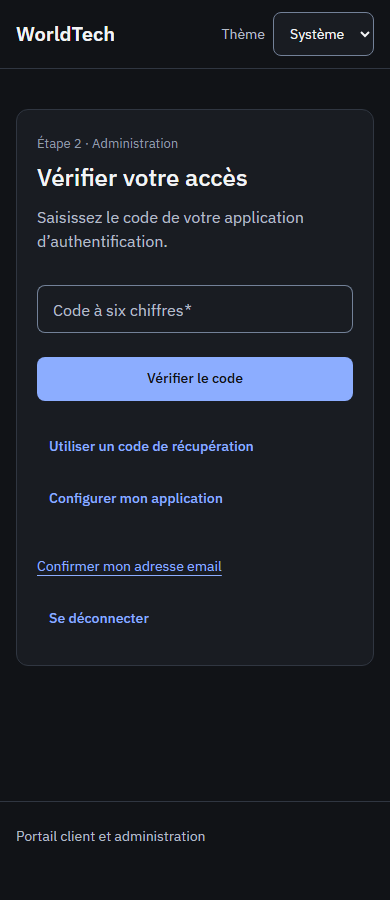 WorldTech
Thème
Système
Étape 2 · Administration
Vérifier votre accès
Saisissez le code de votre application
d’authentification.
Code à six chiffres*
Vérifier le code
Utiliser un code de récupération
Configurer mon application
Confirmer mon adresse email
Se déconnecter
Portail client et administration